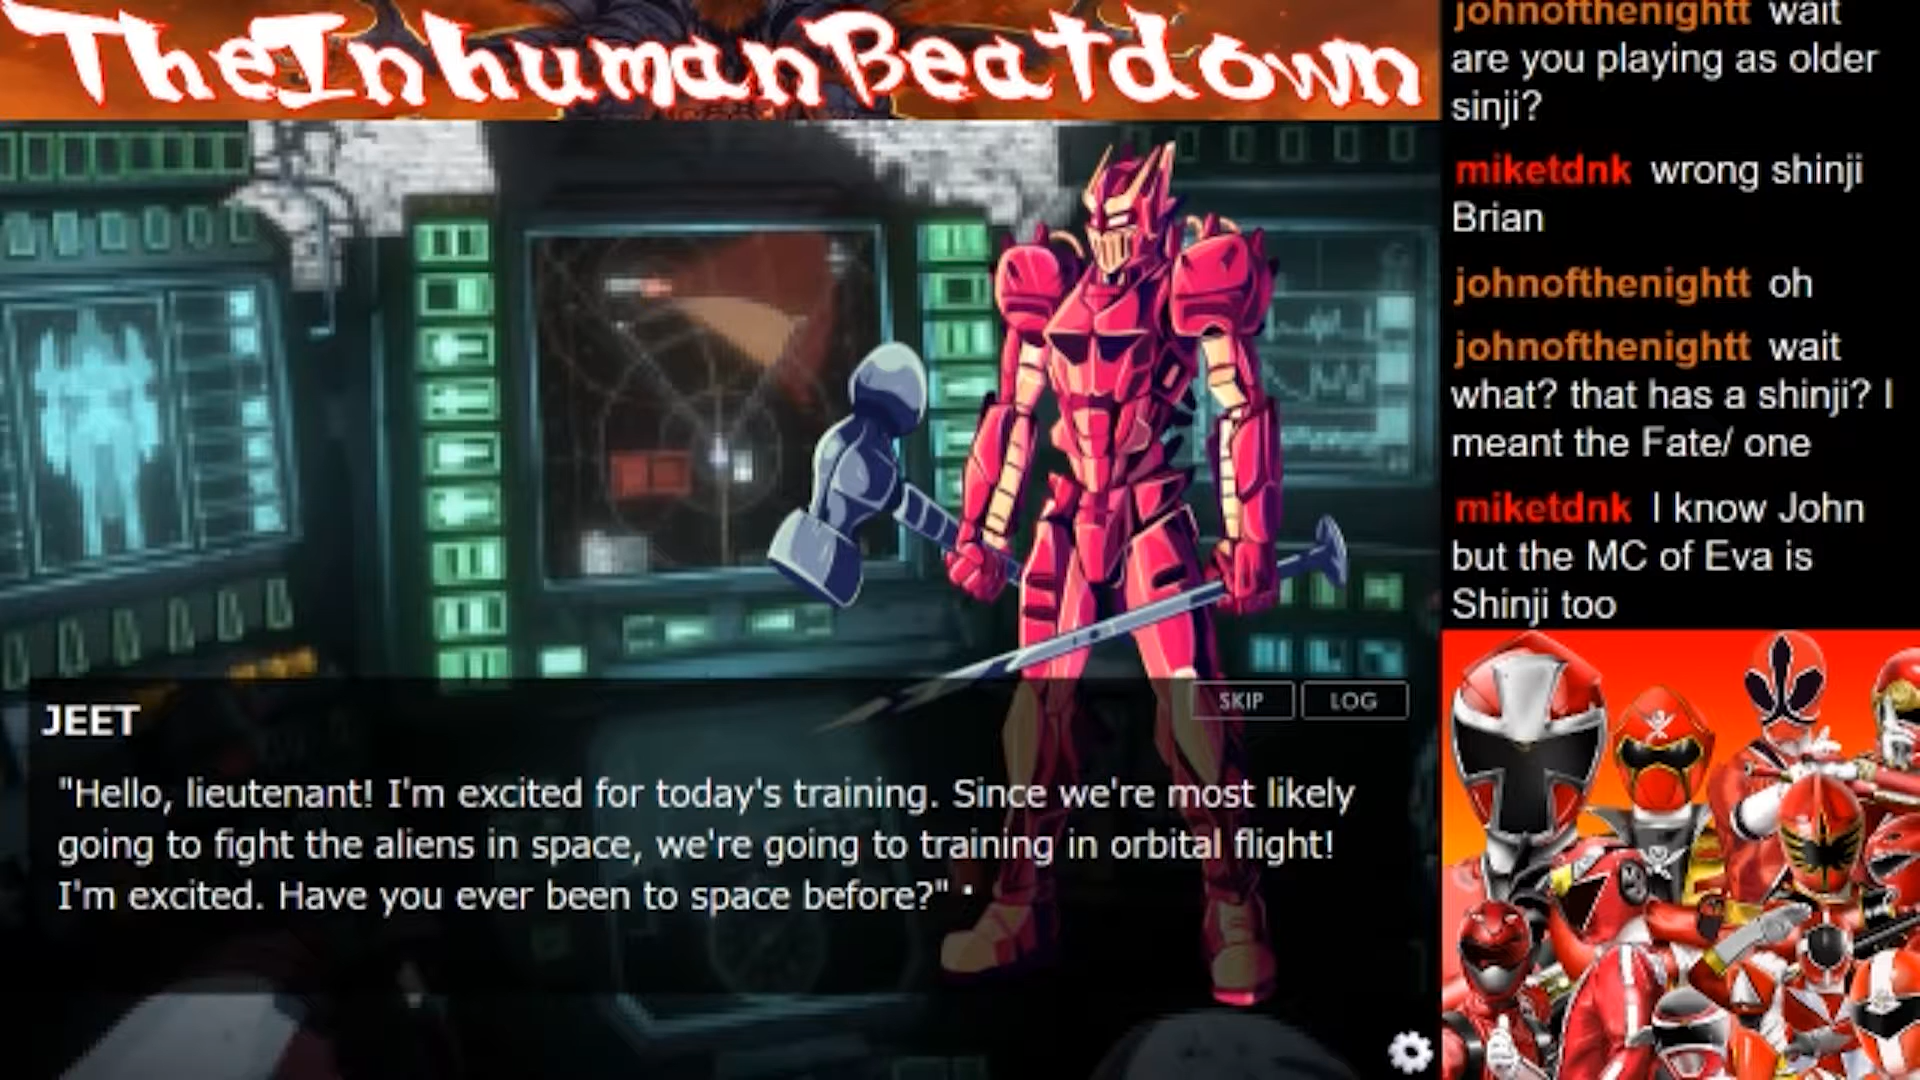 TheInhumanBeatdown
johnofthenightt wait
are you playing as older
sinji?
miketdnk wrong shinji
Brian
johnofthenightt oh
johnofthenightt wait
what? that has a shinji? I
meant the Fate/ one
miketdnk I know John
but the MC of Eva is
Shinji too
SKIP LOG
JEET
"Hello, lieutenant! I'm excited for today's training. Since we're most likely
going to fight the aliens in space, we're going to training in orbital flight!
I'm excited. Have you ever been to space before?"